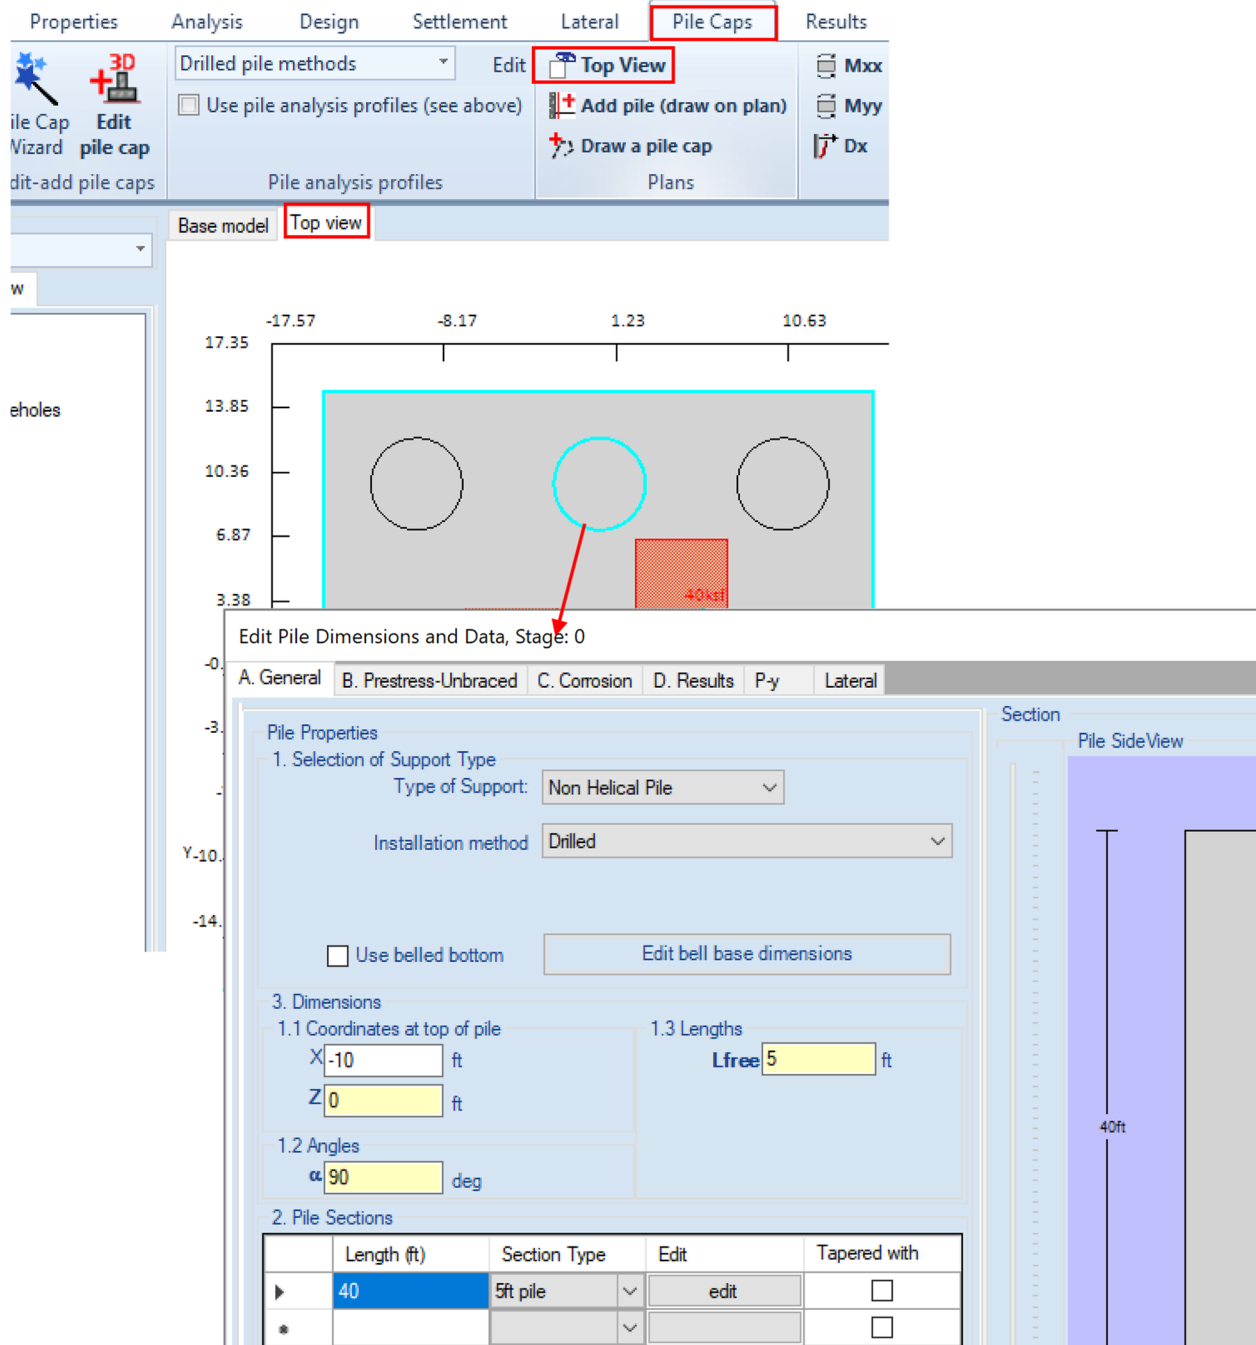 Properties Analysis Design Settlement Lateral Pile Caps Results
3D
Drilled pile methods Edit Top View Mxx
ile Cap Edit Use pile analysis profiles (see above) Add pile (draw on plan) Myy
Wizard pile cap Draw a pile cap Dx
dit-add pile caps Pile analysis profiles Plans
Base model Top view
w
-17.57 -8.17 1.23 10.63
17.35
13.85
eholes
10.36
6.87
3.38
40ksf
Edit Pile Dimensions and Data, Stage: 0
-0.
A. General B. Prestress-Unbraced C. Corrosion D. Results P-y Lateral
-3.
Section
Pile Properties
Pile SideView
1. Selection of Support Type
Type of Support: Non Helical Pile
-
Installation method Drilled
Y -10.
-14.
Use belled bottom Edit bell base dimensions
3. Dimensions
1.1 Coordinates at top of pile 1.3 Lengths
X -10 ft Lfree 5 ft
Z 0 ft
40ft
1.2 Angles
α 90 deg
2. Pile Sections
Length (ft) Section Type Edit Tapered with
40 5ft pile edit